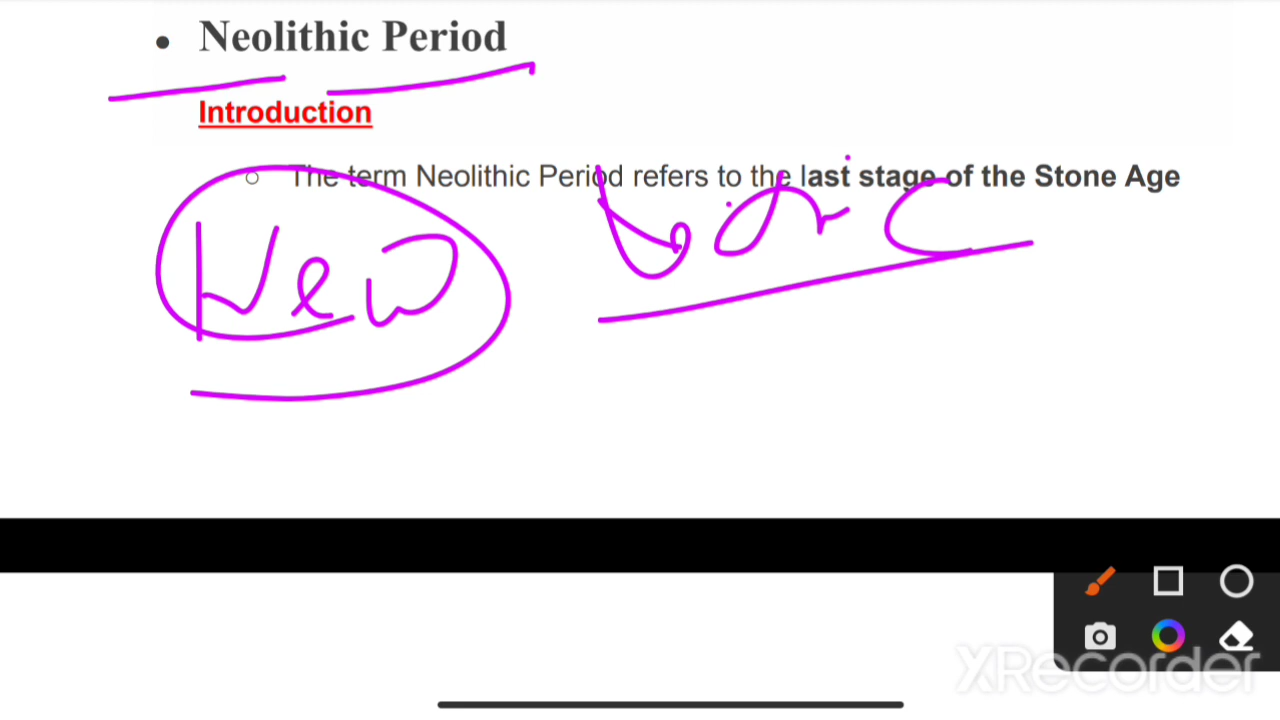 • Neolithic Period
Introduction
○ The term Neolithic Period refers to the last stage of the Stone Age
New
XRecorder